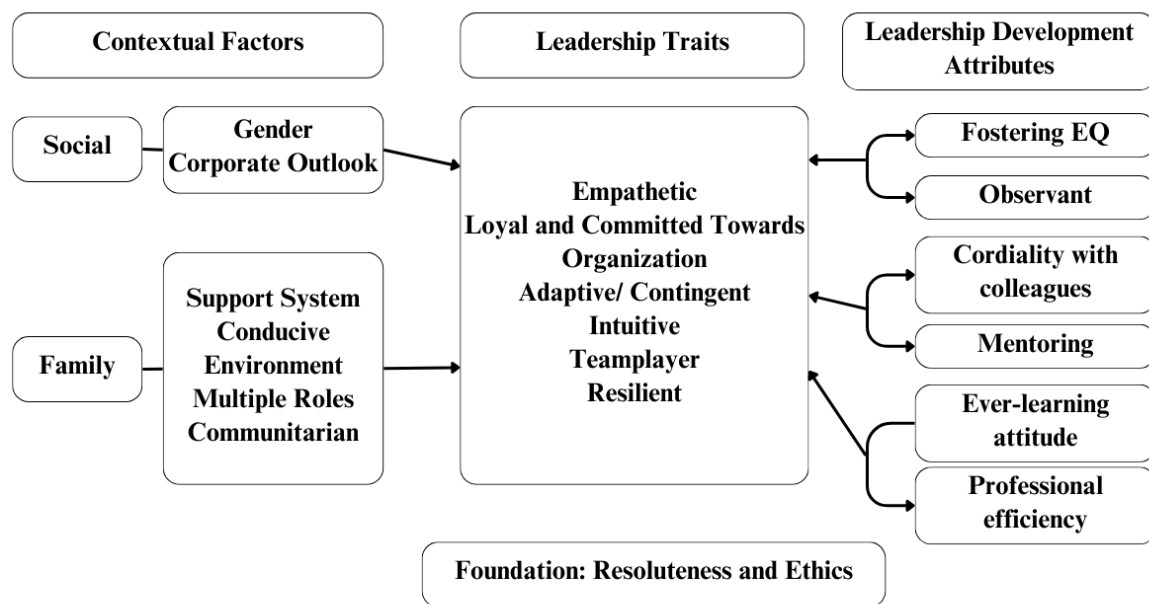 Contextual Factors
Leadership Traits
Leadership Development
Attributes
Social
Gender
Corporate Outlook
Family
Support System
Conducive
Environment
Multiple Roles
Communitarian
Empathetic
Loyal and Committed Towards
Organization
Adaptive/ Contingent
Intuitive
Teamplayer
Resilient
Fostering EQ
Observant
Cordiality with
colleagues
Mentoring
Ever-learning
attitude
Professional
efficiency
Foundation: Resoluteness and Ethics